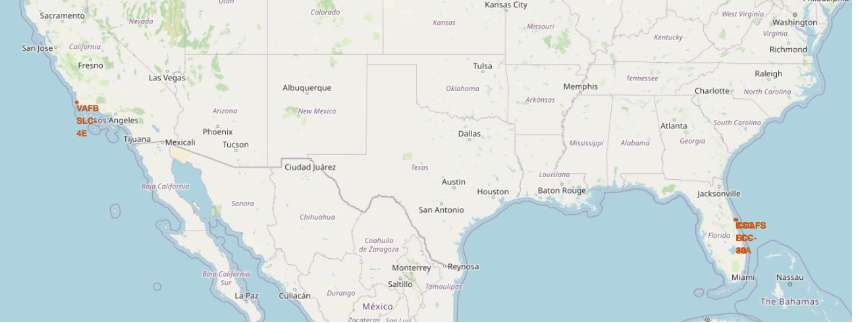 Kansas City
Sacramento
Nevada
Utah
Colorado
Kansas
Missouri
West Virginia
Washington
San Jose
California
Kentucky
Virginia
Richmond
Fresno
Las Vegas
Tulsa
Raleigh
Albuquerque
Oklahoma
Memphis
Tennessee
Charlotte
North Carolina
VAFB
SLC-
4E
Los Angeles
Arizona
New Mexico
Arkansas
Atlanta
South Carolina
Phoenix
Tijuana
Mexicali
Tucson
Dallas
Mississippi
Alabama
Georgia
Ciudad Juárez
Texas
Louisiana
Baja California
Austin
Houston
Baton Rouge
Jacksonville
Sonora
Chihuahua
San Antonio
Florida
Coahuila
de Zaragoza
Baja California
Sur
Monterrey
Reynosa
Miami
Nassau
La Paz
Culiacán
Durango
Saltillo
Tamaulipas
The Bahamas
México